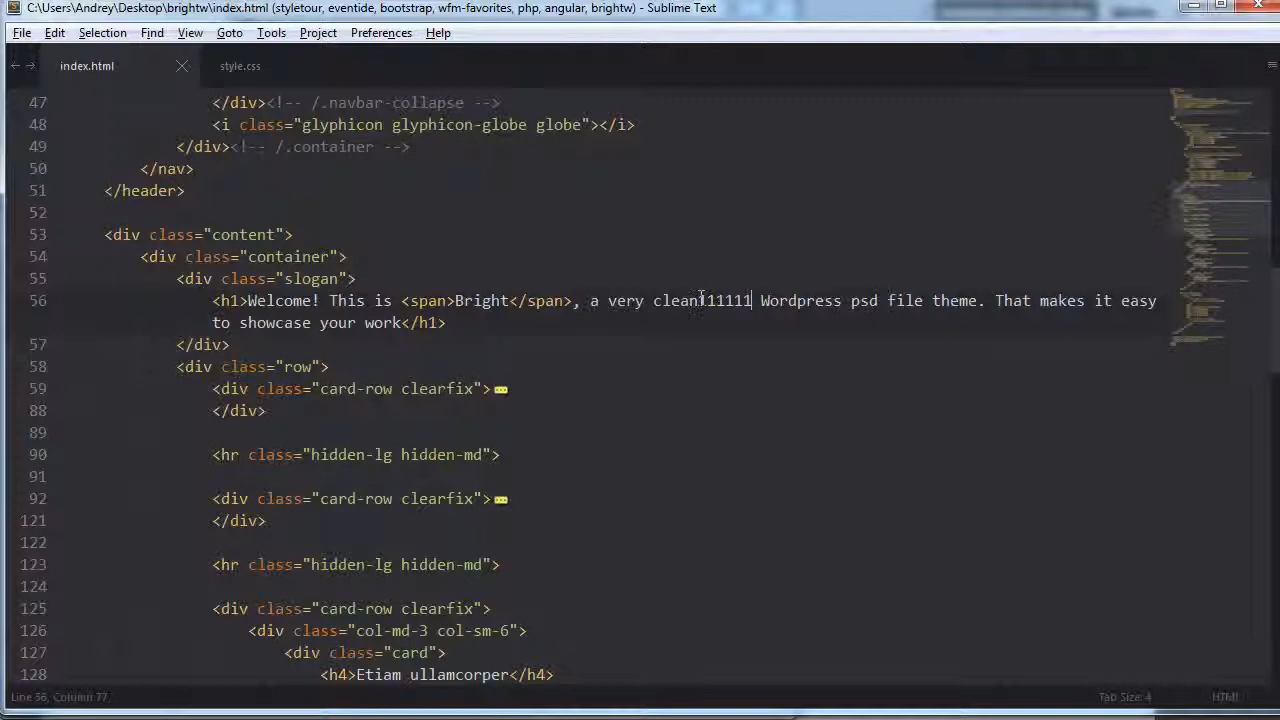 C:\Users\Andrey\Desktop\brightw\index.html (styletour, eventide, bootstrap, wfm-favorites, php, angular, brightw) - Sublime Text
File Edit Selection Find View Goto Tools Project Preferences Help
index.html style.css
47 </div><!-- /.navbar-collapse -->
48 <i class="glyphicon glyphicon-globe globe"></i>
49 </div><!-- /.container -->
50 </nav>
51 </header>
52
53 <div class="content">
54 <div class="container">
55 <div class="slogan">
56 <h1>Welcome! This is <span>Bright</span>, a very clean111111 Wordpress psd file theme. That makes it easy
to showcase your work</h1>
57 </div>
58 <div class="row">
59 <div class="card-row clearfix">
88 </div>
89
90 <hr class="hidden-lg hidden-md">
91
92 <div class="card-row clearfix">
121 </div>
122
123 <hr class="hidden-lg hidden-md">
124
125 <div class="card-row clearfix">
126 <div class="col-md-3 col-sm-6">
127 <div class="card">
128 <h4>Etiam ullamcorper</h4>
Line 56, Column 77 Tab Size: 4 HTML